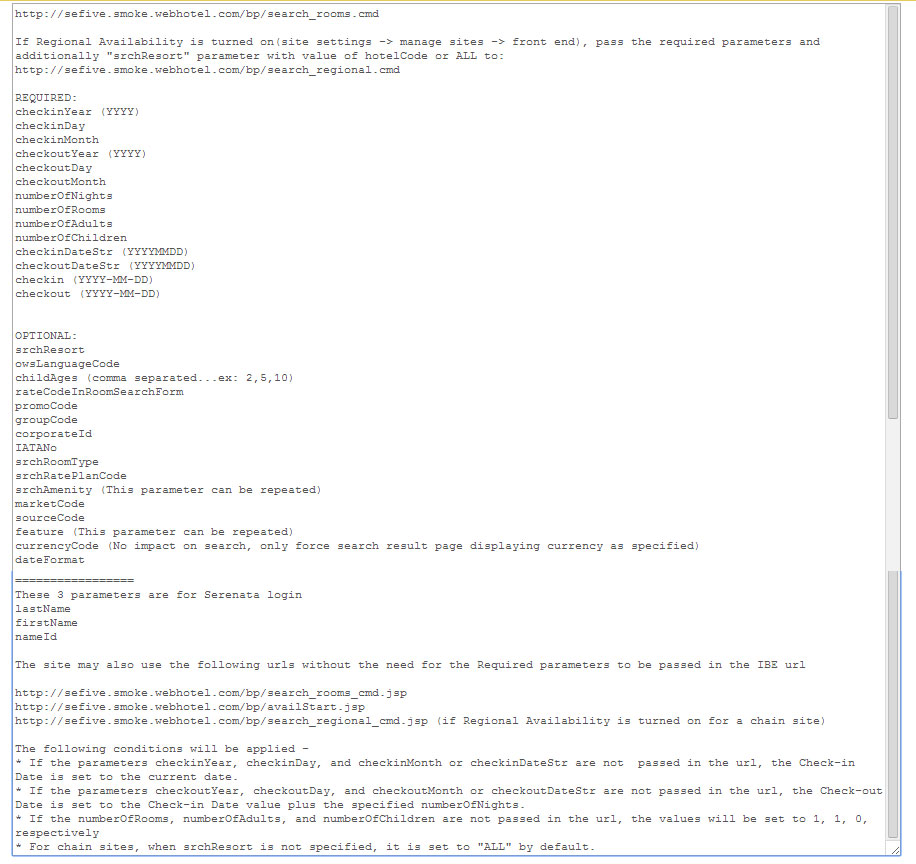 http://sefive.smoke.webhotel.com/bp/search_rooms.cmd
If Regional Availability is turned on(site settings -> manage sites -> front end), pass the required parameters and
additionally "srchResort" parameter with value of hotelCode or ALL to:
http://sefive.smoke.webhotel.com/bp/search_regional.cmd
REQUIRED:
checkinYear (YYYY)
checkinDay
checkinMonth
checkoutYear (YYYY)
checkoutDay
checkoutMonth
numberOfNights
numberOfRooms
numberOfAdults
numberOfChildren
checkinDateStr (YYYYMMDD)
checkoutDateStr (YYYYMMDD)
checkin (YYYY-MM-DD)
checkout (YYYY-MM-DD)
OPTIONAL:
srchResort
owsLanguageCode
childAges (comma separated...ex: 2,5,10)
rateCodeInRoomSearchForm
promoCode
groupCode
corporateId
IATANo
srchRoomType
srchRatePlanCode
srchAmenity (This parameter can be repeated)
marketCode
sourceCode
feature (This parameter can be repeated)
currencyCode (No impact on search, only force search result page displaying currency as specified)
dateFormat
=================
These 3 parameters are for Serenata login
lastName
firstName
nameId
The site may also use the following urls without the need for the Required parameters to be passed in the IBE url
http://sefive.smoke.webhotel.com/bp/search_rooms_cmd.jsp
http://sefive.smoke.webhotel.com/bp/availStart.jsp
http://sefive.smoke.webhotel.com/bp/search_regional_cmd.jsp (if Regional Availability is turned on for a chain site)
The following conditions will be applied -
* If the parameters checkinYear, checkinDay, and checkinMonth or checkinDateStr are not  passed in the url, the Check-in
Date is set to the current date.
* If the parameters checkoutYear, checkoutDay, and checkoutMonth or checkoutDateStr are not passed in the url, the Check-out
Date is set to the Check-in Date value plus the specified numberOfNights.
* If the numberOfRooms, numberOfAdults, and numberOfChildren are not passed in the url, the values will be set to 1, 1, 0,
respectively
* For chain sites, when srchResort is not specified, it is set to "ALL" by default.